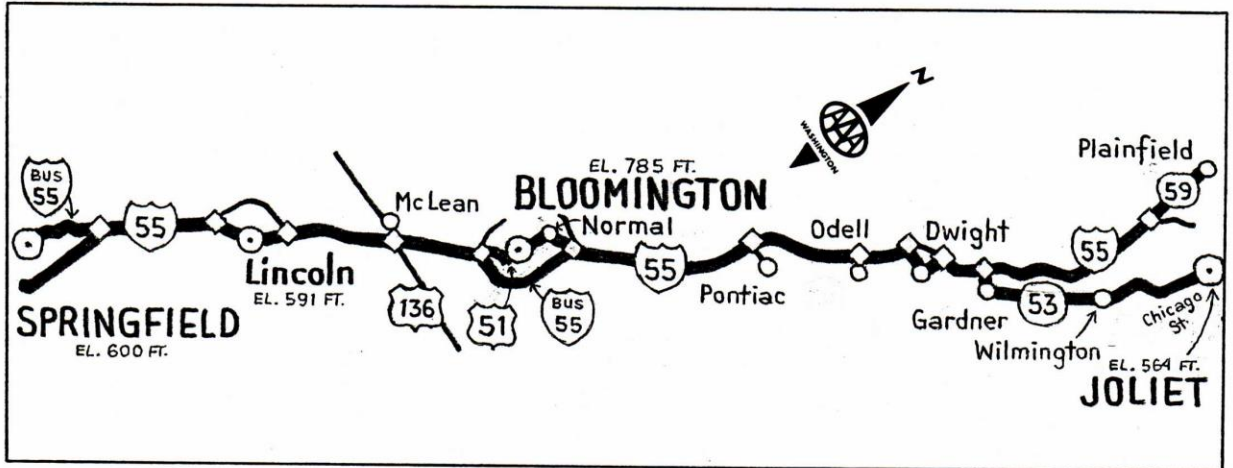 N
AAA
WASHINGTON
Plainfield
59
BUS
55
55
McLean
EL. 785 FT.
BLOOMINGTON
Normal
Odell
Dwight
55
Lincoln
EL. 591 FT.
136
51
BUS
55
55
Pontiac
Gardner
53
Wilmington
Chicago
St.
SPRINGFIELD
EL. 600 FT.
EL. 564 FT.
JOLIET